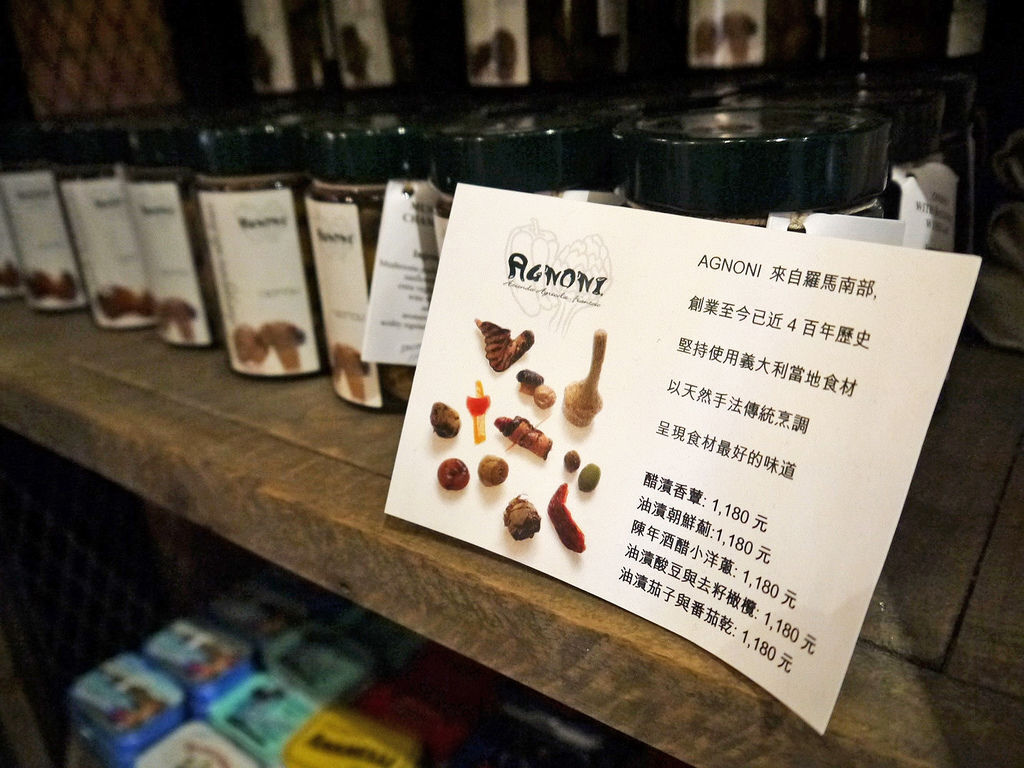 AGNONI
AGNONI 來自羅馬南部,
創業至今已近 4 百年歷史
堅持使用義大利當地食材
以天然手法傳統烹調
呈現食材最好的味道
醋漬香蕈: 1,180 元
油漬朝鮮薊:1,180 元
陳年酒醋小洋蔥: 1,180 元
油漬酸豆與去籽橄欖: 1,180 元
油漬茄子與番茄乾: 1,180 元
AGNONI
AGNONI